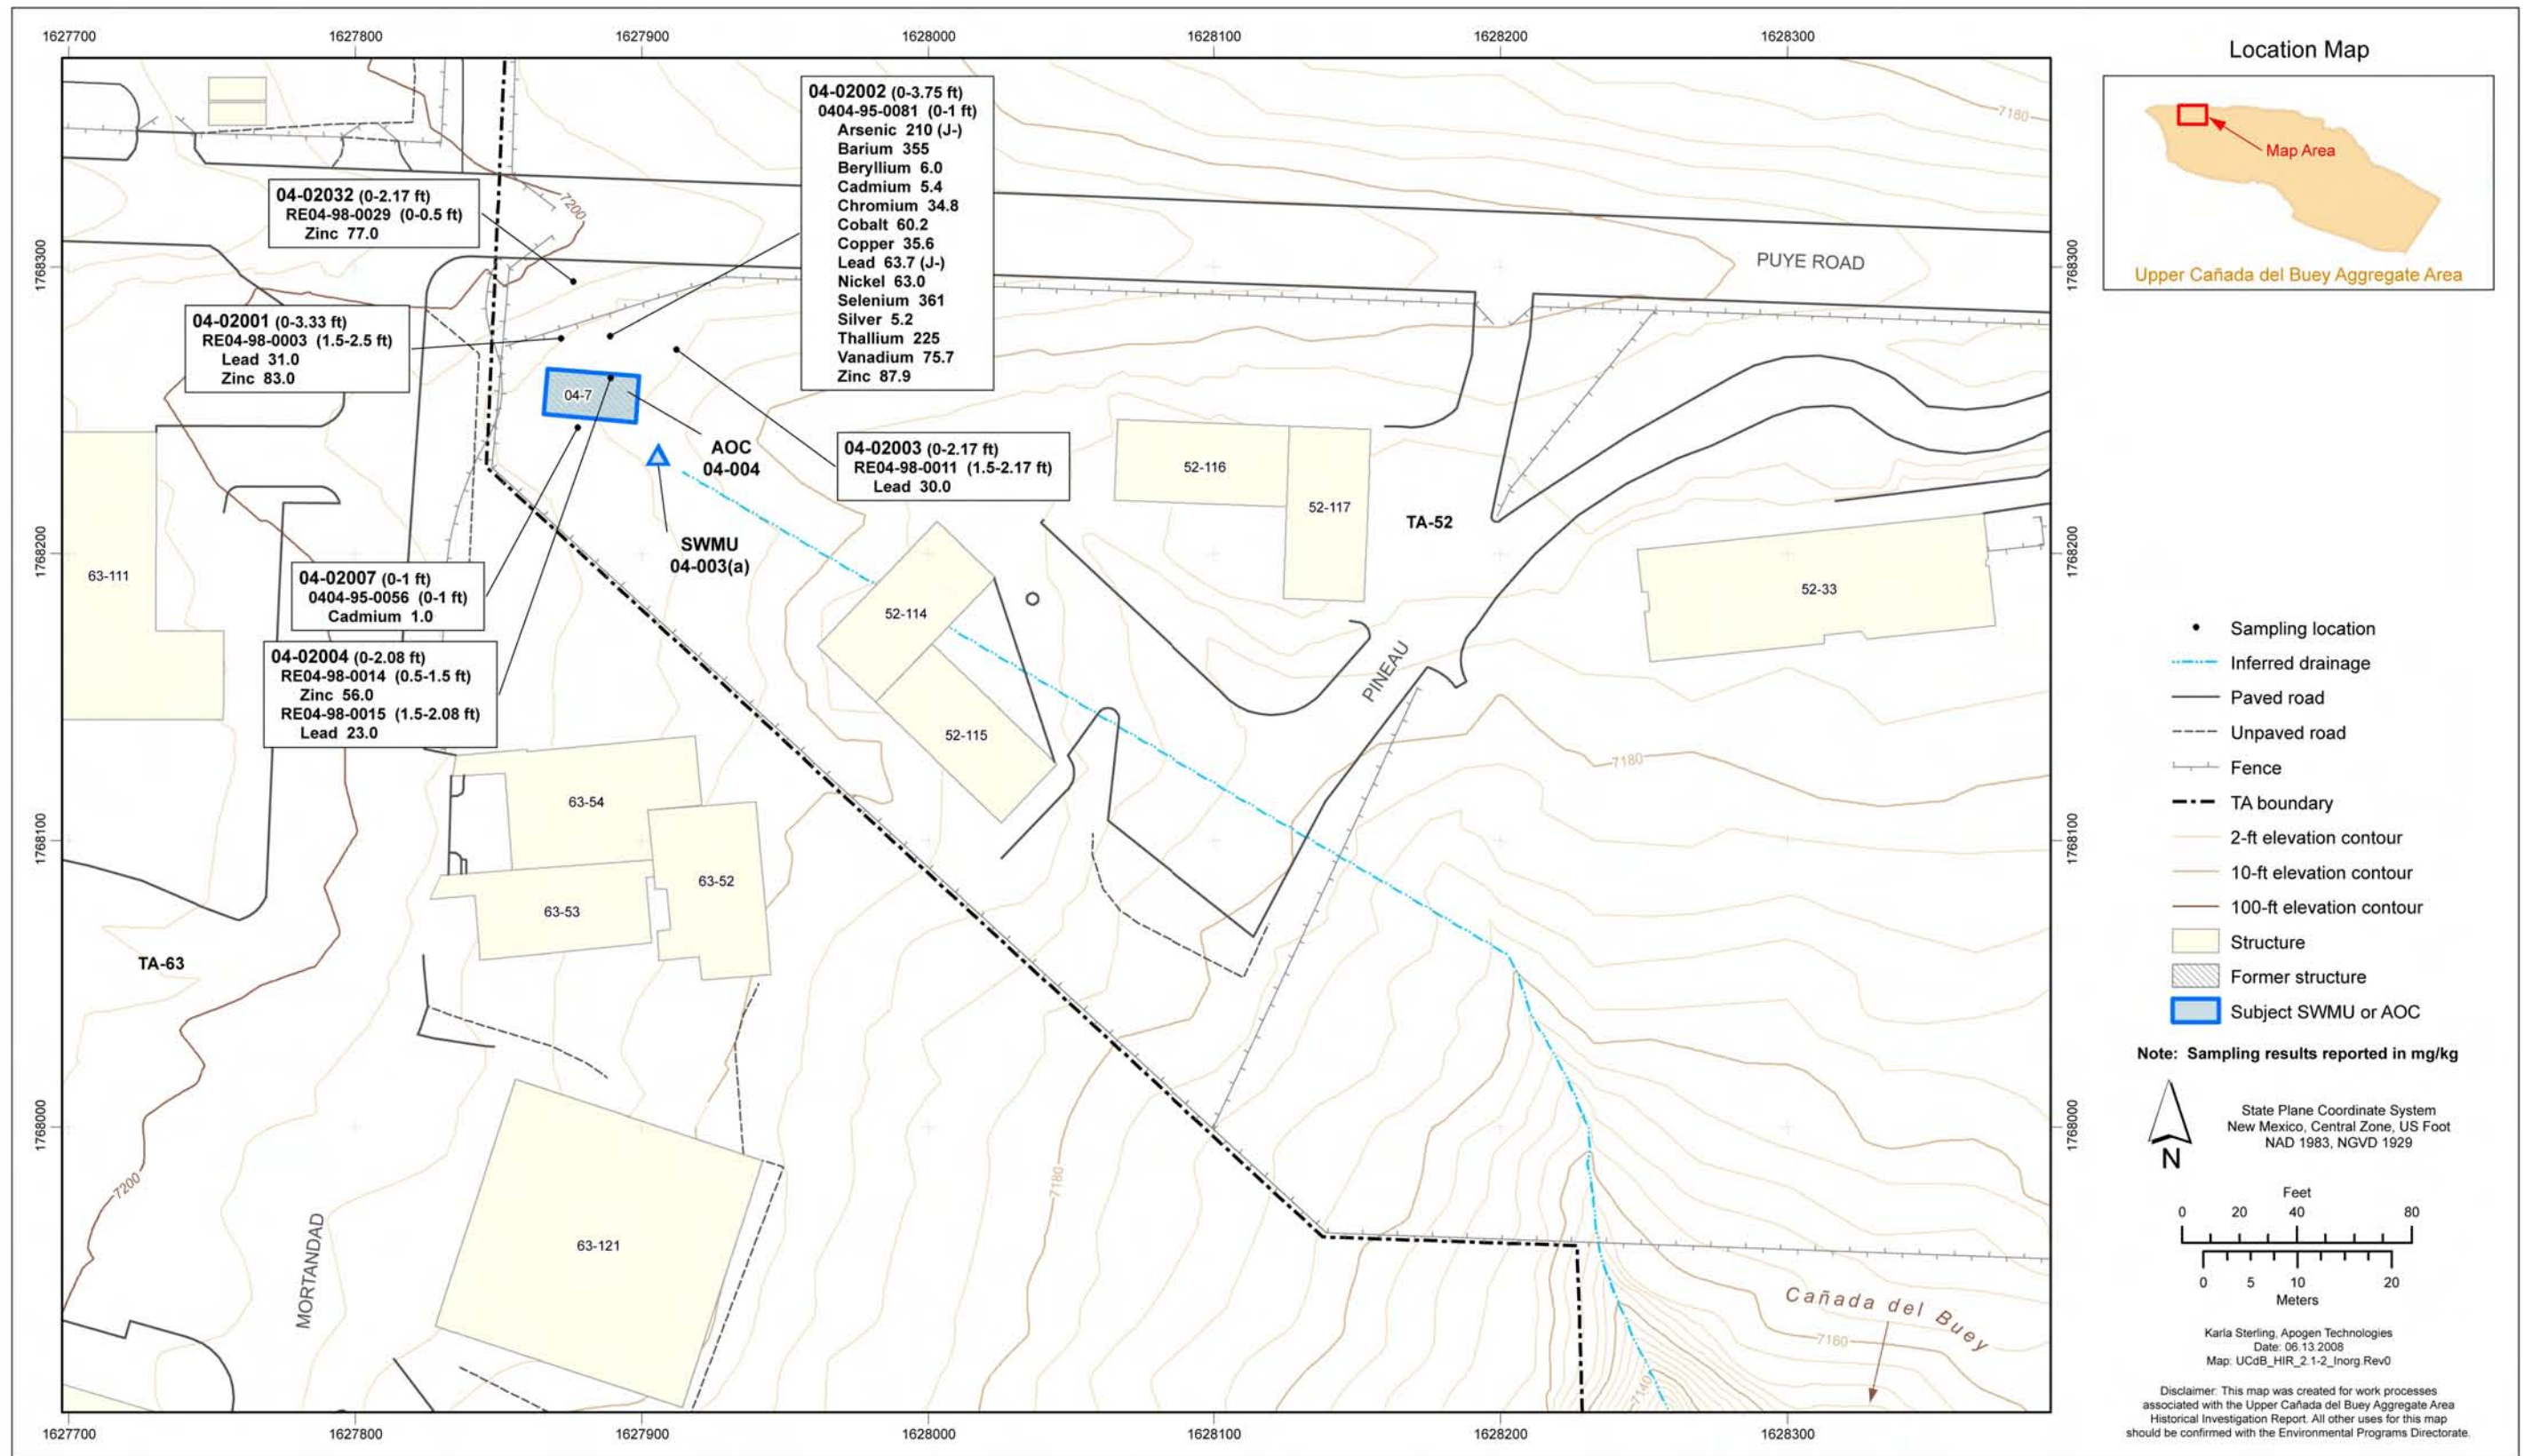 1627700 1627800 1627900 1628000 1628100 1628200 1628300
Location Map
Map Area
Upper Cañada del Buey Aggregate Area
7180
04-02002 (0-3.75 ft)
0404-95-0081 (0-1 ft)
Arsenic 210 (J-)
Barium 355
Beryllium 6.0
Cadmium 5.4
Chromium 34.8
Cobalt 60.2
Copper 35.6
Lead 63.7 (J-)
Nickel 63.0
Selenium 361
Silver 5.2
Thallium 225
Vanadium 75.7
Zinc 87.9
04-02032 (0-2.17 ft)
RE04-98-0029 (0-0.5 ft)
Zinc 77.0
7200
1768300
PUYE ROAD
1768300
04-02001 (0-3.33 ft)
RE04-98-0003 (1.5-2.5 ft)
Lead 31.0
Zinc 83.0
04-7
AOC
04-004
04-02003 (0-2.17 ft)
RE04-98-0011 (1.5-2.17 ft)
Lead 30.0
52-116
52-117
TA-52
SWMU
04-003(a)
1768200
1768200
63-111
04-02007 (0-1 ft)
0404-95-0056 (0-1 ft)
Cadmium 1.0
52-114
52-33
04-02004 (0-2.08 ft)
RE04-98-0014 (0.5-1.5 ft)
Zinc 56.0
RE04-98-0015 (1.5-2.08 ft)
Lead 23.0
PINEAU
52-115
7180
63-54
1768100
1768100
63-52
63-53
TA-63
1768000
1768000
7200
7180
MORTANDAD
63-121
Cañada del Buey
7160
7140
1627700 1627800 1627900 1628000 1628100 1628200 1628300
Sampling location
Inferred drainage
Paved road
Unpaved road
Fence
TA boundary
2-ft elevation contour
10-ft elevation contour
100-ft elevation contour
Structure
Former structure
Subject SWMU or AOC
Note: Sampling results reported in mg/kg
N
State Plane Coordinate System
New Mexico, Central Zone, US Foot
NAD 1983, NGVD 1929
Feet
0 20 40 80
0 5 10 20
Meters
Karla Sterling, Apogen Technologies
Date: 06.13.2008
Map: UCdB_HIR_2.1-2_Inorg.Rev0
Disclaimer: This map was created for work processes
associated with the Upper Cañada del Buey Aggregate Area
Historical Investigation Report. All other uses for this map
should be confirmed with the Environmental Programs Directorate.